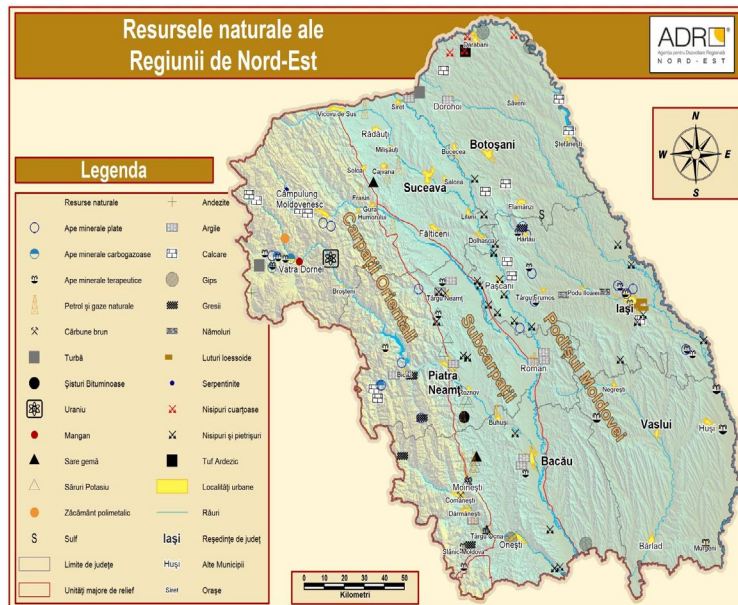 Resursele naturale ale
Regiunii de Nord-Est
ADR
Agenția pentru Dezvoltare Regională
NORD-EST
N
W
E
S
Legenda
Resurse naturale
Andezite
Ape minerale plate
Argile
Ape minerale carbogazoase
Calcare
Ape minerale terapeutice
Gips
Petrol și gaze naturale
Gresii
Cărbune brun
Nămoluri
Turbă
Luturi loessoide
Șisturi Bituminoase
Serpentinite
Uraniu
Nisipuri cuarțoase
Mangan
Nisipuri și pietrișuri
Sare gemă
Tuf Ardezic
Săruri Potasiu
Localități urbane
Zăcământ polimetalic
Râuri
S
Sulf
Iași
Reședințe de județ
Limite de județe
Huși
Alte Municipii
Unități majore de relief
Siret
Orașe
0 10 20 30 40 50
Kilometri
Darabani
Siret
Dorohoi
Săveni
Vicovu de Sus
Rădăuți
Milișăuți
Bucecea
Botoșani
Ștefănești
Solca
Cajvana
Suceava
Salcea
Câmpulung
Moldovenesc
Frasin
Gura
Humorului
Liteni
Flamânzi
S
Fălticeni
Dolhasca
Hârlău
Vatra Dornei
Broșteni
Pașcani
Târgu Neamț
Târgu Frumos
Podu Iloaiei
Iași
Carpații Orientali
Subcarpații
Podișul Moldovei
Bicaz
Piatra
Neamț
Roman
Roznov
Negrești
Buhuși
Vaslui
Huși
Bacău
Moinești
Comănești
Dărmănești
Târgu Ocna
Slănic Moldova
Onești
Bârlad
Murgeni